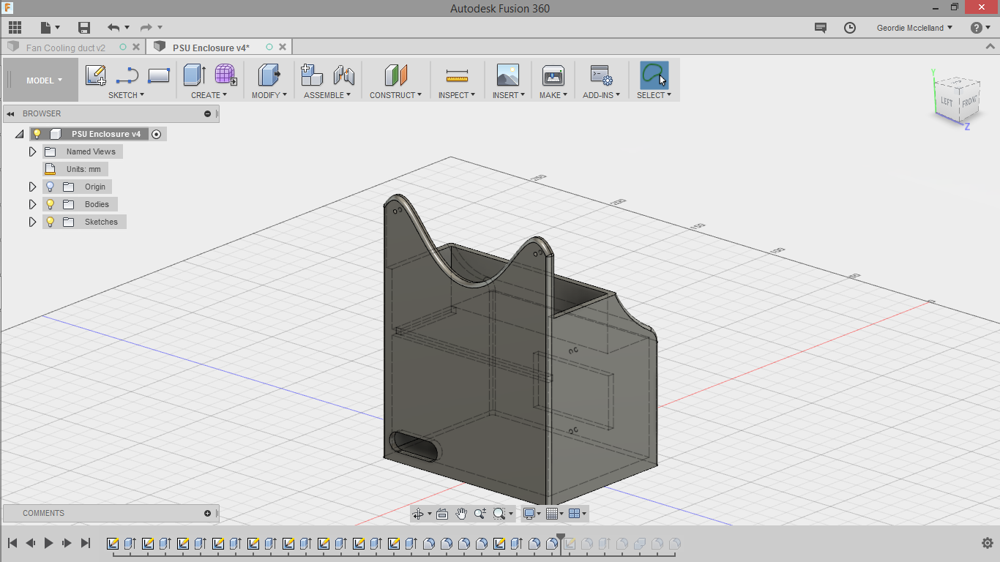 Autodesk Fusion 360
Geordie Mcclelland
Fan Cooling duct v2
PSU Enclosure v4*
MODEL
SKETCH
CREATE
MODIFY
ASSEMBLE
CONSTRUCT
INSPECT
INSERT
MAKE
ADD-INS
SELECT
BROWSER
PSU Enclosure v4
Named Views
Units: mm
Origin
Bodies
Sketches
Y
LEFT
FRONT
Z
250
200
150
100
50
0
COMMENTS